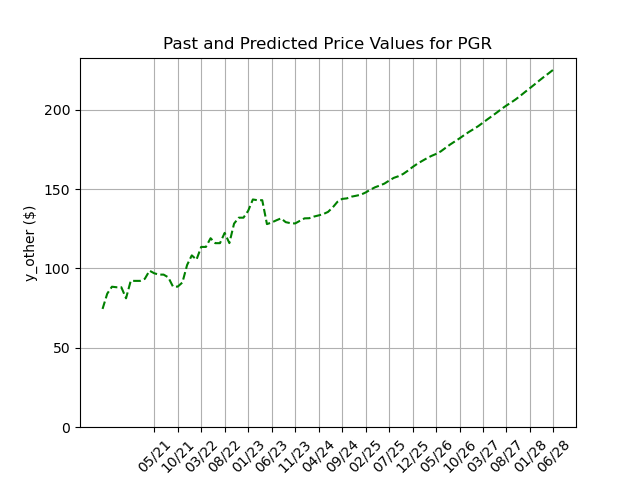 Past and Predicted Price Values for PGR
y_other ($)
200
150
100
50
0
05/21 10/21 03/22 08/22 01/23 06/23 11/23 04/24 09/24 02/25 07/25 12/25 05/26 10/26 03/27 08/27 01/28 06/28